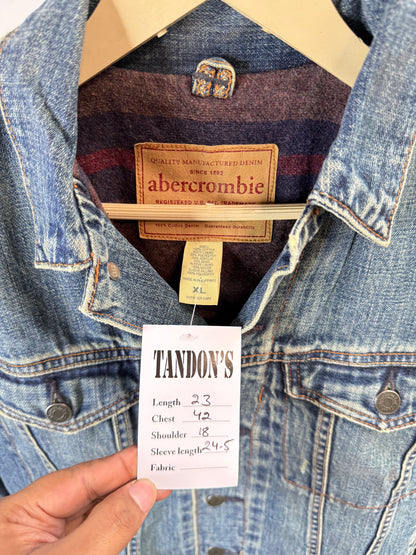 QUALITY MANUFACTURED DENIM
SINCE 1892
abercrombie
REGISTERED U.S. PAT. TRADEMARK
100% Cotton Denim Guaranteed Durability
XL
TANDON'S
Length 23
Chest 42
Shoulder 18
Sleeve length 24-5
Fabric